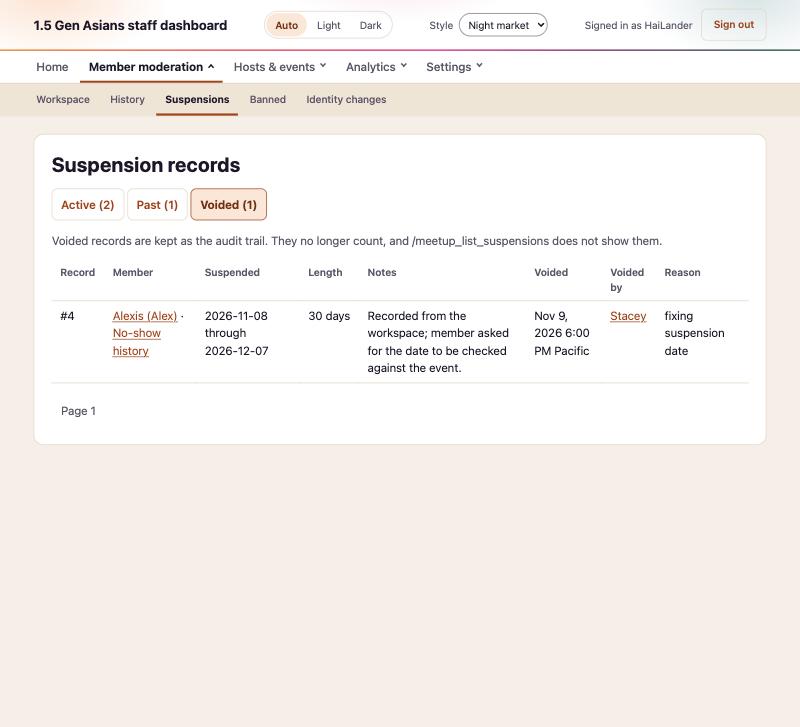 1.5 Gen Asians staff dashboard
Auto Light Dark
Style Night market
Signed in as HaiLander
Sign out
Home Member moderation Hosts & events Analytics Settings
Workspace History Suspensions Banned Identity changes
Suspension records
Active (2) Past (1) Voided (1)
Voided records are kept as the audit trail. They no longer count, and /meetup_list_suspensions does not show them.
Record Member Suspended Length Notes Voided Voided by Reason
#4
Alexis (Alex) ·
No-show
history
2026-11-08
through
2026-12-07
30 days
Recorded from the
workspace; member asked
for the date to be checked
against the event.
Nov 9,
2026 6:00
PM Pacific
Stacey
fixing
suspension
date
Page 1